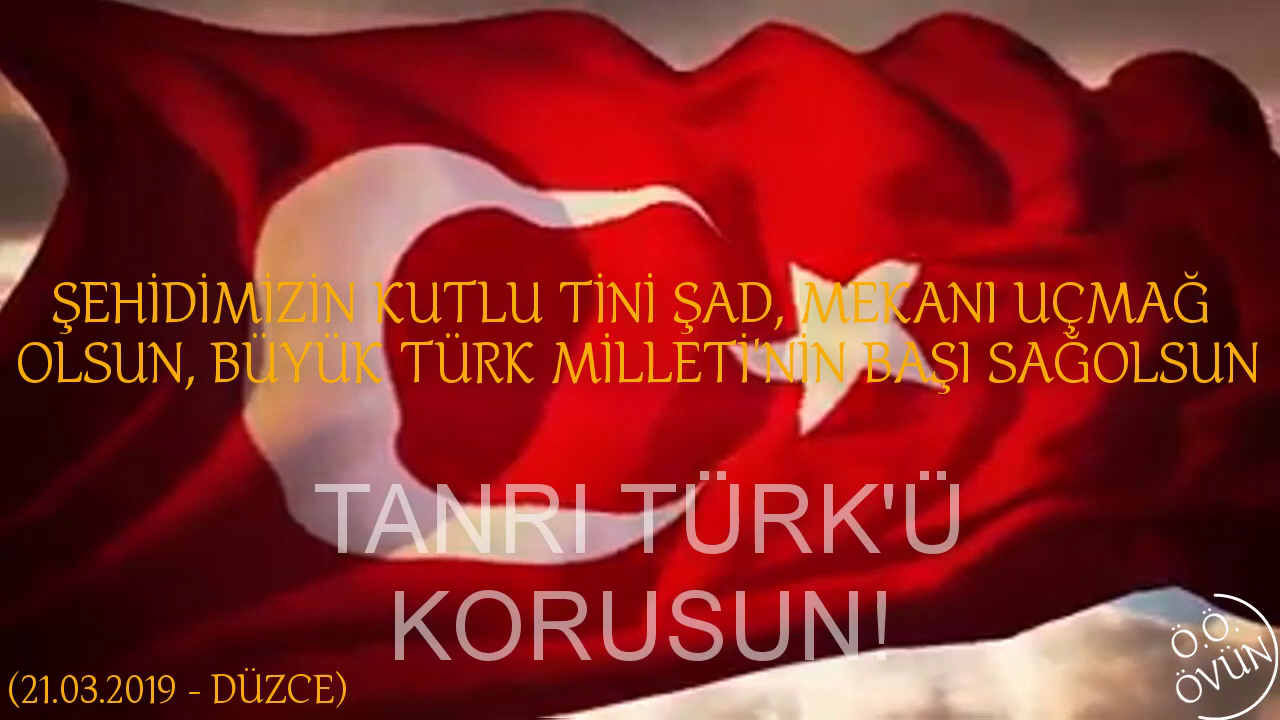 ŞEHİDİMİZİN KUTLU TİNİ ŞAD, MEKANI UÇMAĞ
OLSUN, BÜYÜK TÜRK MİLLETİ'NİN BAŞI SAĞOLSUN
TANRI TÜRK'Ü
KORUSUN!
(21.03.2019 - DÜZCE)
Ö.Ö.
ÖVÜN